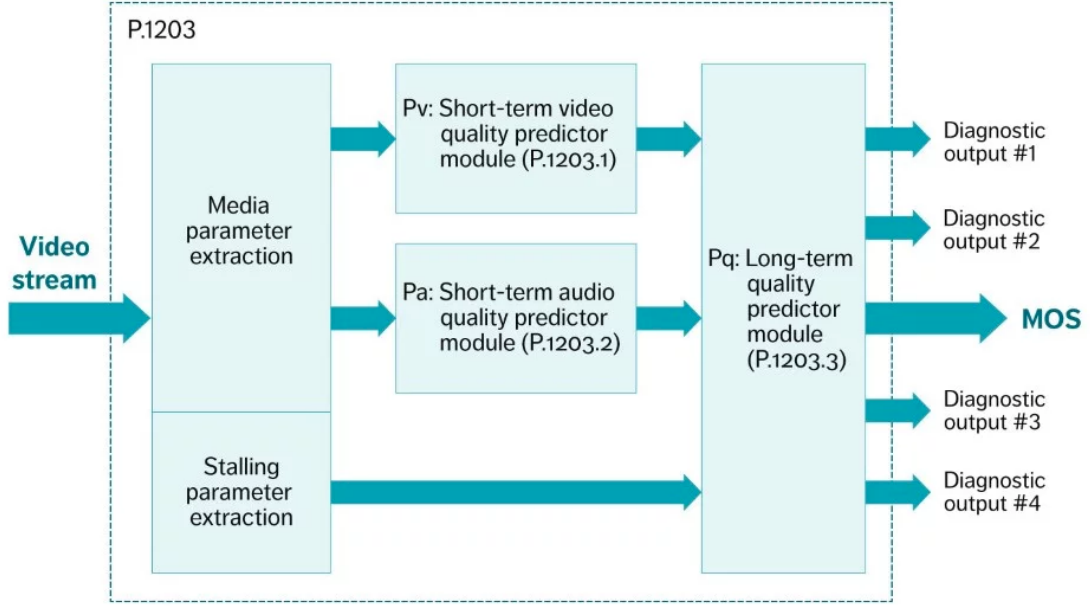 P.1203
Video
stream
Media
parameter
extraction
Stalling
parameter
extraction
Pv: Short-term video
quality predictor
module (P.1203.1)
Pa: Short-term audio
quality predictor
module (P.1203.2)
Pq: Long-term
quality
predictor
module
(P.1203.3)
Diagnostic
output #1
Diagnostic
output #2
MOS
Diagnostic
output #3
Diagnostic
output #4